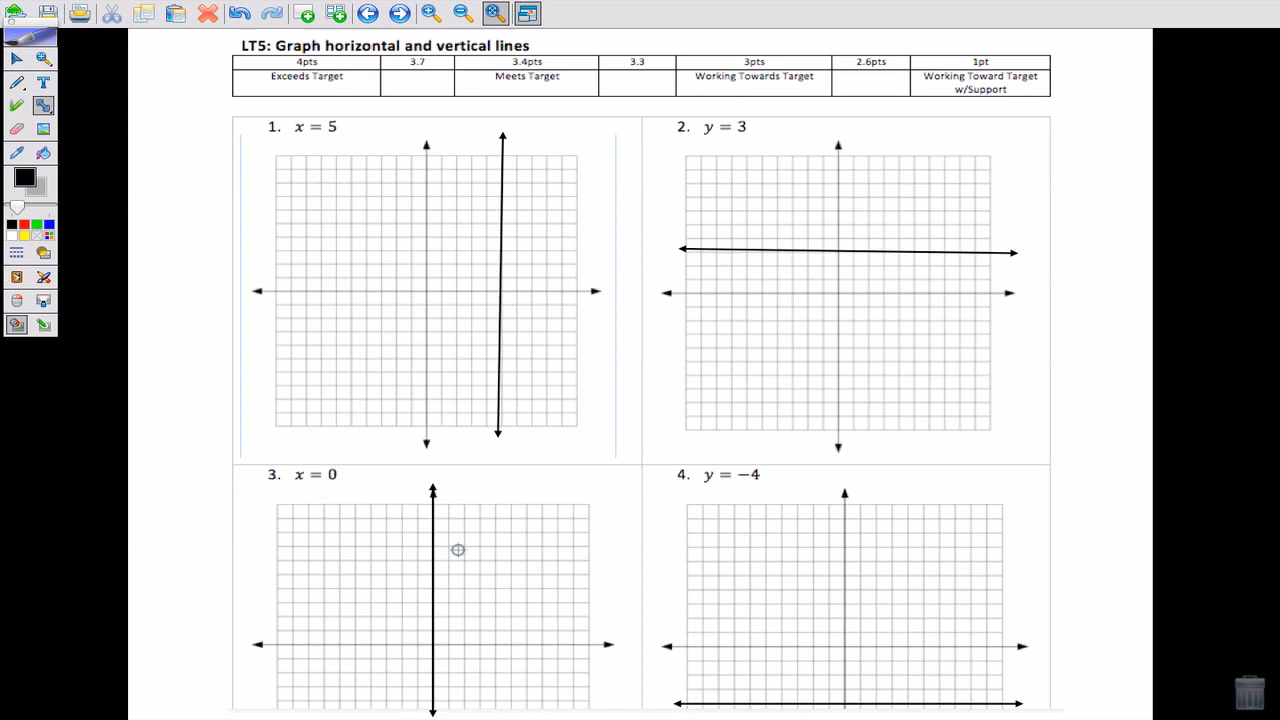 LT5: Graph horizontal and vertical lines
4pts 3.7 3.4pts 3.3 3pts 2.6pts 1pt
Exceeds Target Meets Target Working Towards Target Working Toward Target
w/Support
1. x = 5
2. y = 3
3. x = 0
4. y = −4